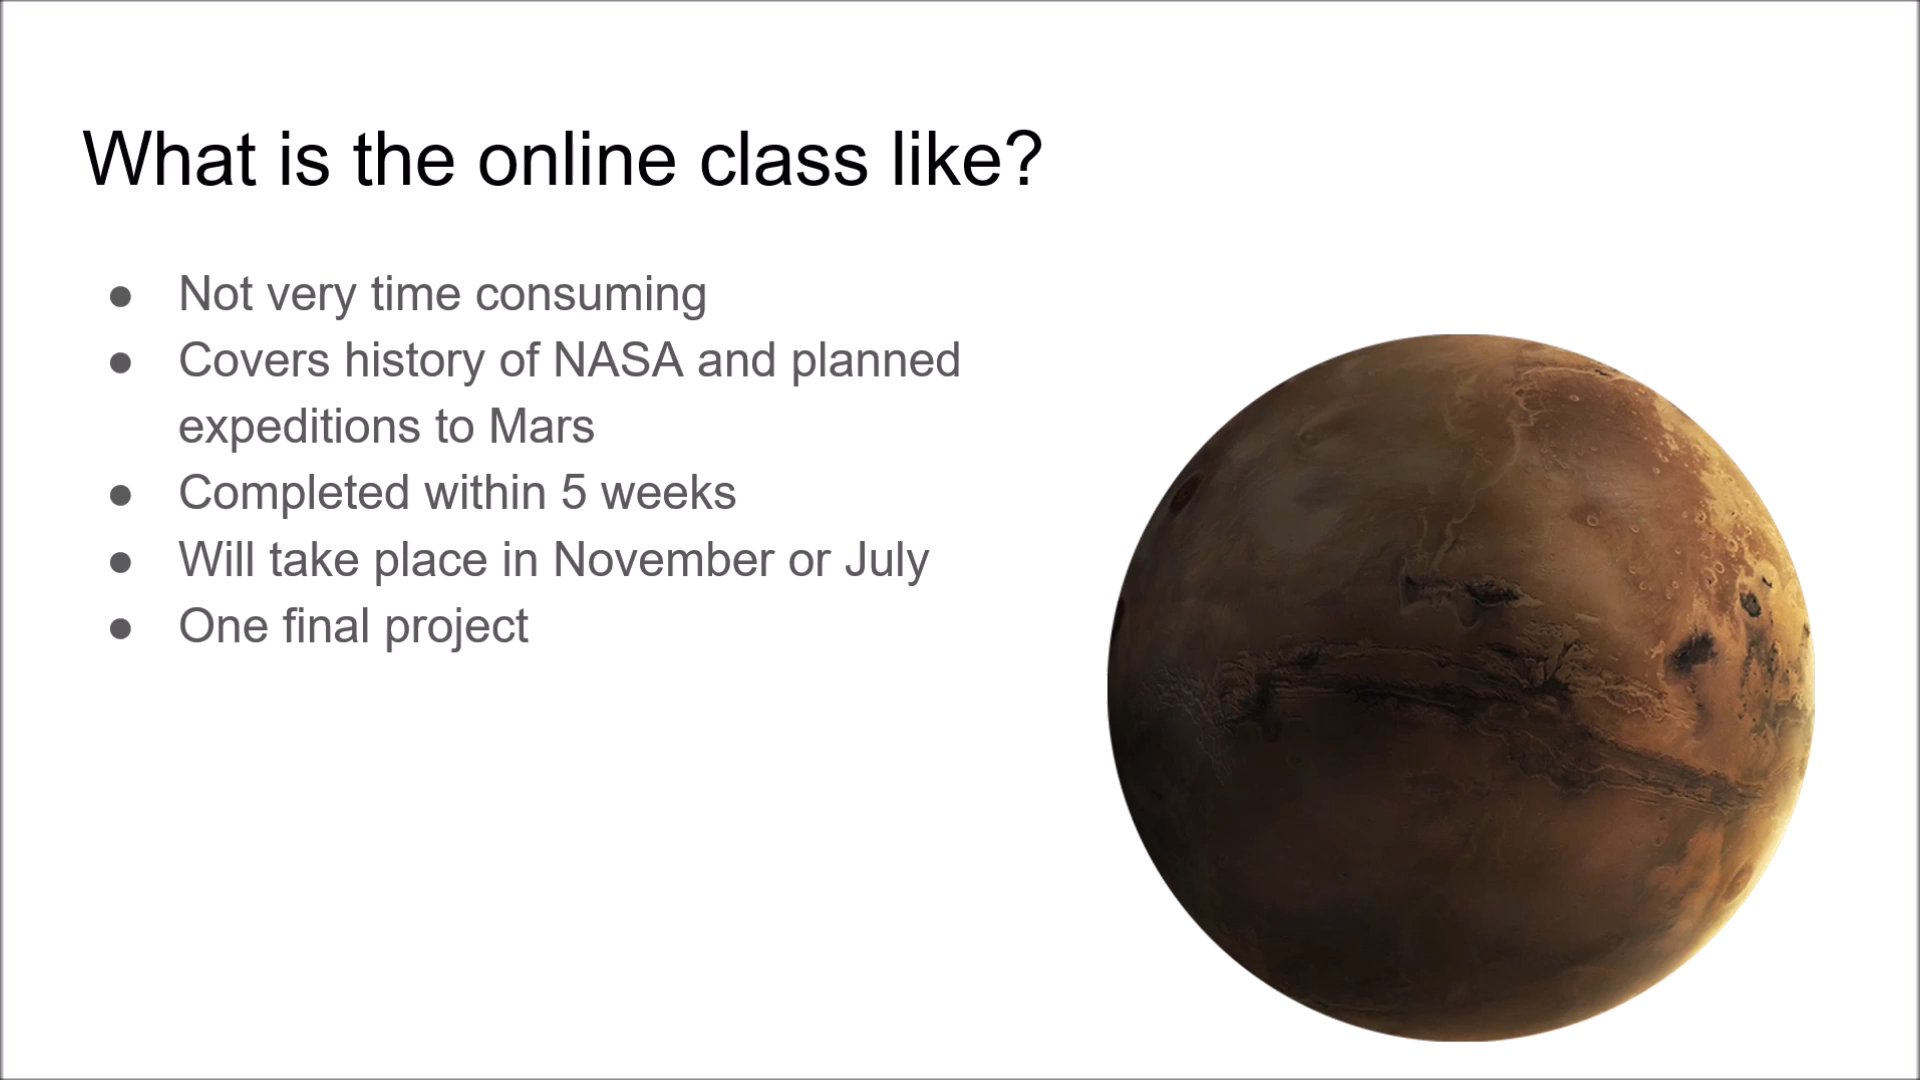 What is the online class like?
● Not very time consuming
● Covers history of NASA and planned
expeditions to Mars
● Completed within 5 weeks
● Will take place in November or July
● One final project